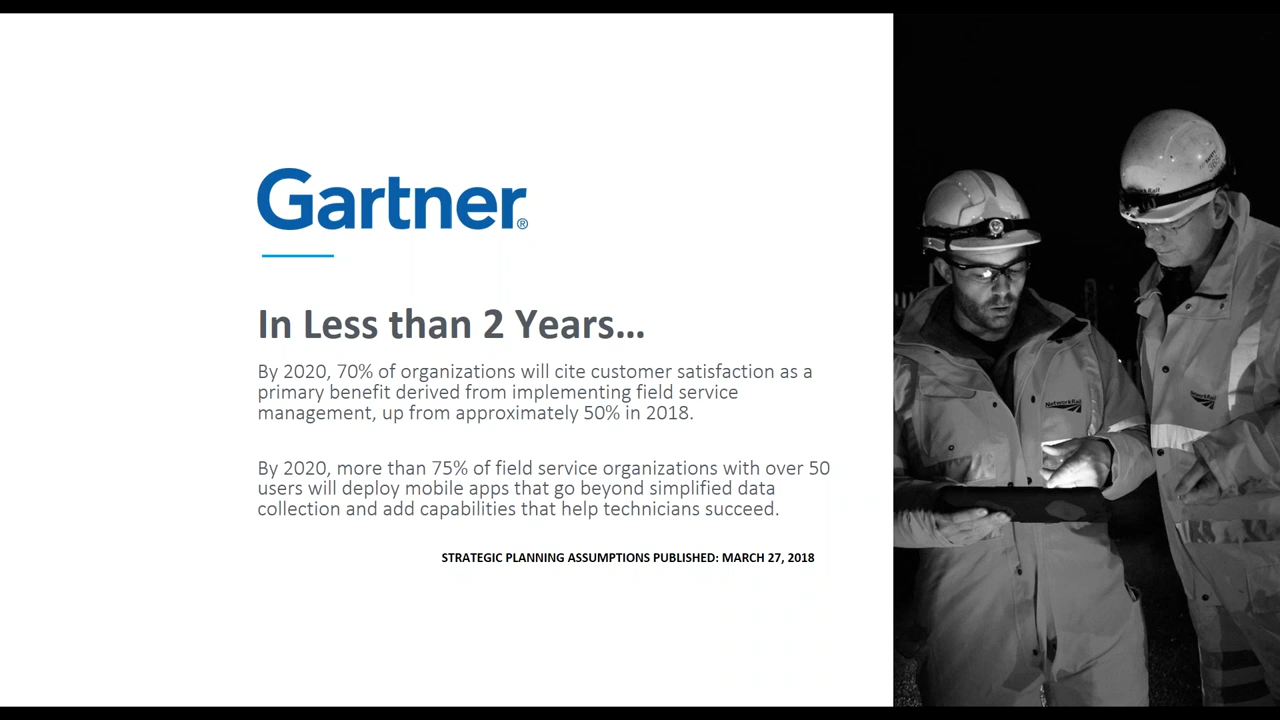 Gartner®
In Less than 2 Years...
By 2020, 70% of organizations will cite customer satisfaction as a
primary benefit derived from implementing field service
management, up from approximately 50% in 2018.
By 2020, more than 75% of field service organizations with over 50
users will deploy mobile apps that go beyond simplified data
collection and add capabilities that help technicians succeed.
STRATEGIC PLANNING ASSUMPTIONS PUBLISHED: MARCH 27, 2018
NetworkRail
NetworkRail